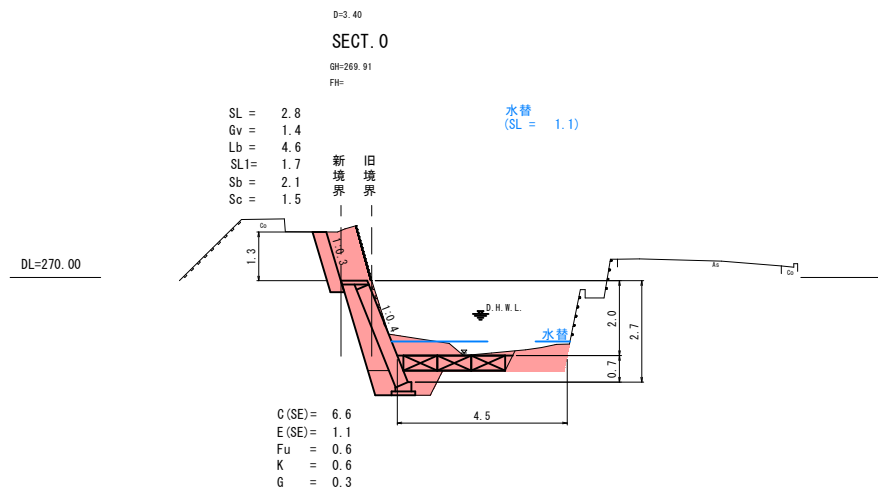 D=3.40
SECT.0
GH=269.91
FH=
SL = 2.8
Gv = 1.4
Lb = 4.6
SL1= 1.7
Sb = 2.1
Sc = 1.5
水替
(SL = 1.1)
新境界
旧境界
Co
1:0.3
1.3
DL=270.00
As
Co
D.H.W.L.
1:0.4
水替
2.0
2.7
0.7
4.5
C(SE)= 6.6
E(SE)= 1.1
Fu = 0.6
K = 0.6
G = 0.3